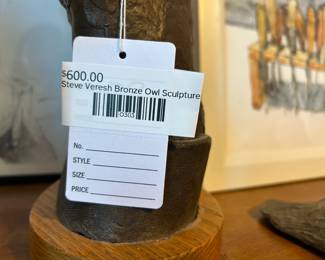 $600.00
Steve Veresh Bronze Owl Sculpture
No.
STYLE
SIZE
PRICE